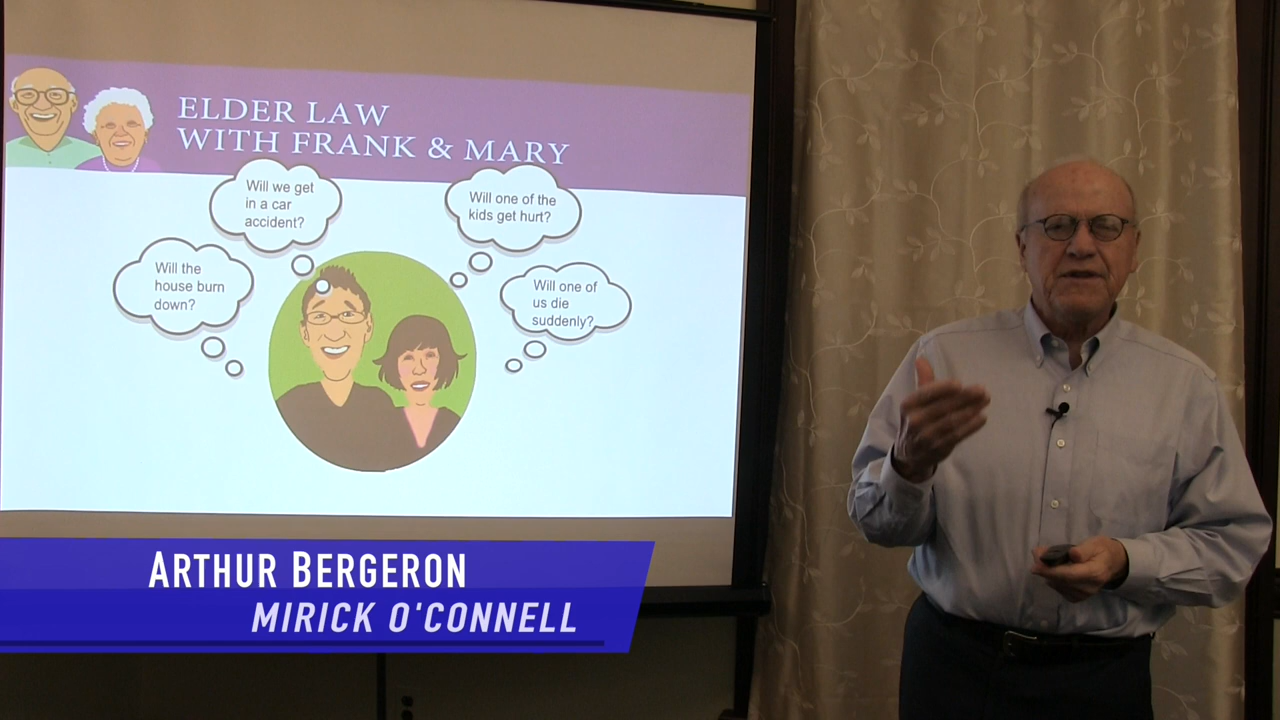 ELDER LAW
WITH FRANK & MARY
Will we get
in a car
accident?
Will one of the
kids get hurt?
Will the
house burn
down?
Will one of
us die
suddenly?
ARTHUR BERGERON
MIRICK O'CONNELL